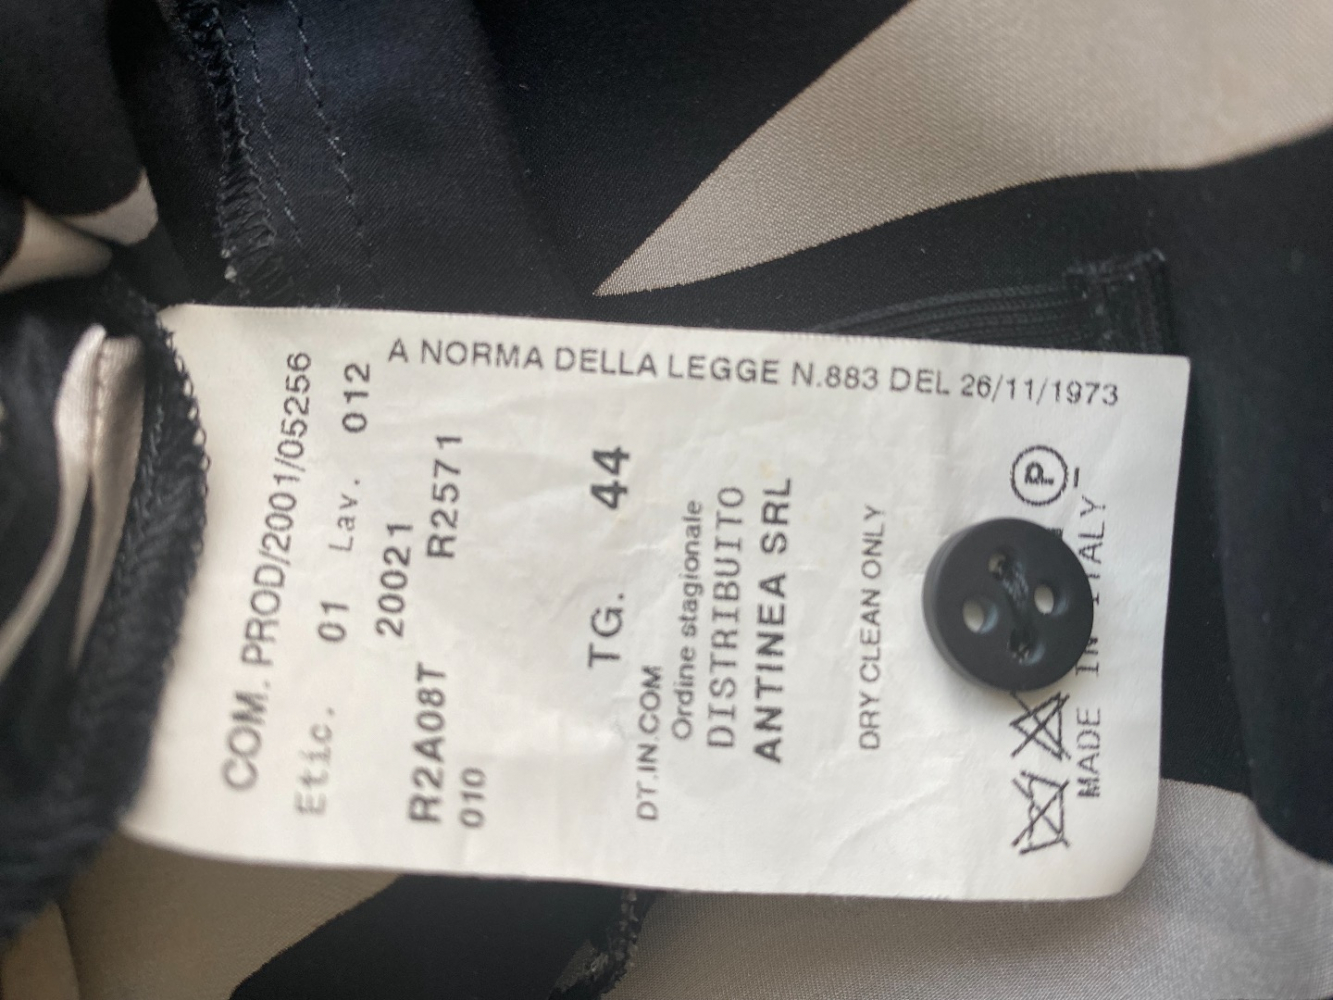 COM. PROD/2001/05256
Etic. 01 Lav. 012
20021
R2A08T R2571
010
TG. 44
DT.IN.COM
Ordine stagionale
DISTRIBUITO
ANTINEA SRL
DRY CLEAN ONLY
P
MADE IN ITALY
A NORMA DELLA LEGGE N.883 DEL 26/11/1973